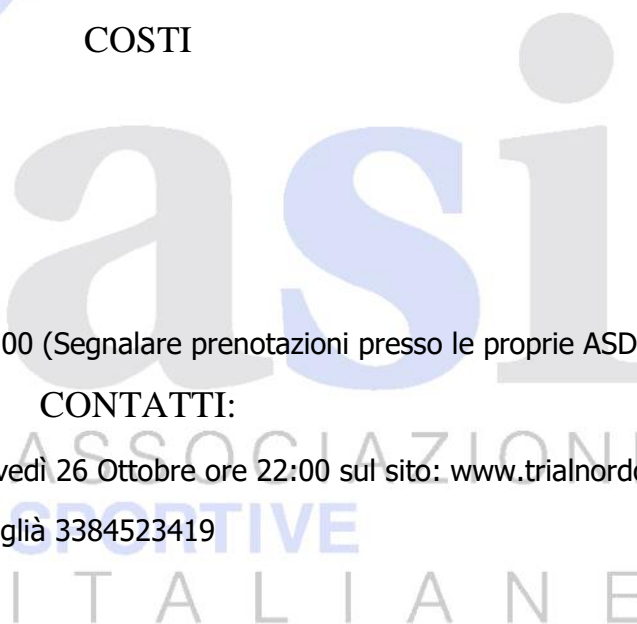 COSTI
asi
00 (Segnalare prenotazioni presso le proprie ASD
CONTATTI:
ASSOCIAZIONI
vedì 26 Ottobre ore 22:00 sul sito: www.trialnordo
SPORTIVE
glià 3384523419
ITALIANE